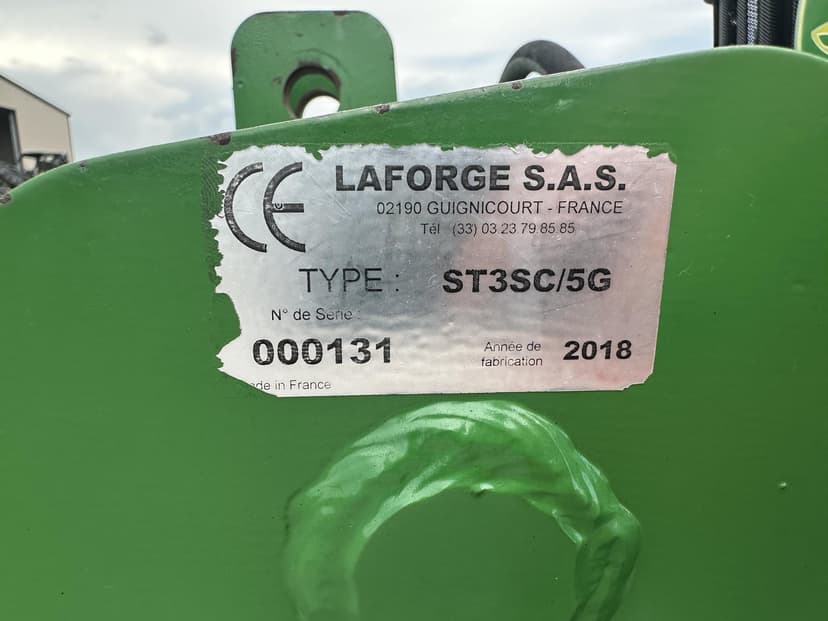 CE LAFORGE S.A.S.
02190 GUIGNICOURT - FRANCE
Tél (33) 03.23.79.85.85
TYPE : ST3SC/5G
N° de Série :
000131 Année de fabrication 2018
ade in France